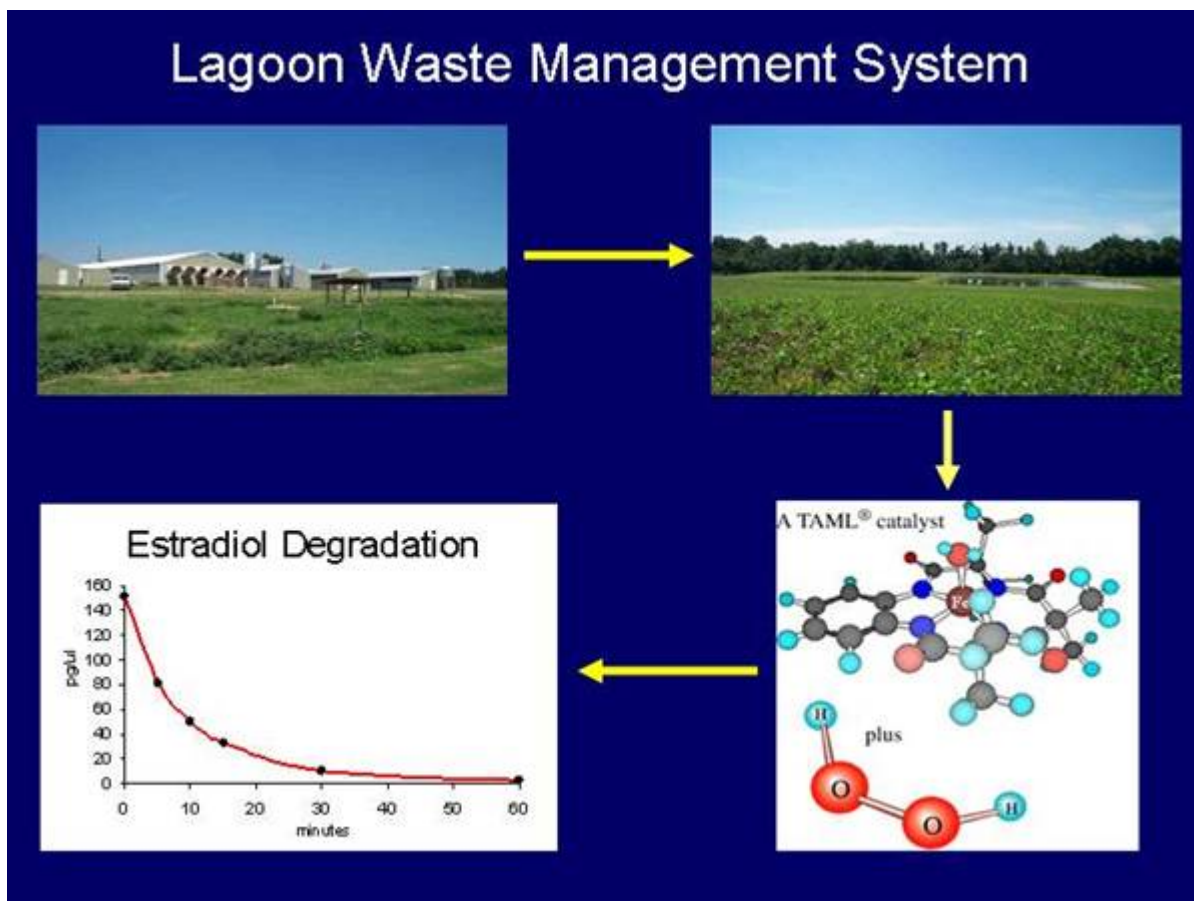 Lagoon Waste Management System
A TAML® catalyst
Fe
H
plus
O
O
H
Estradiol Degradation
160
140
120
100
80
60
40
20
0
pg/ul
0 10 20 30 40 50 60
minutes